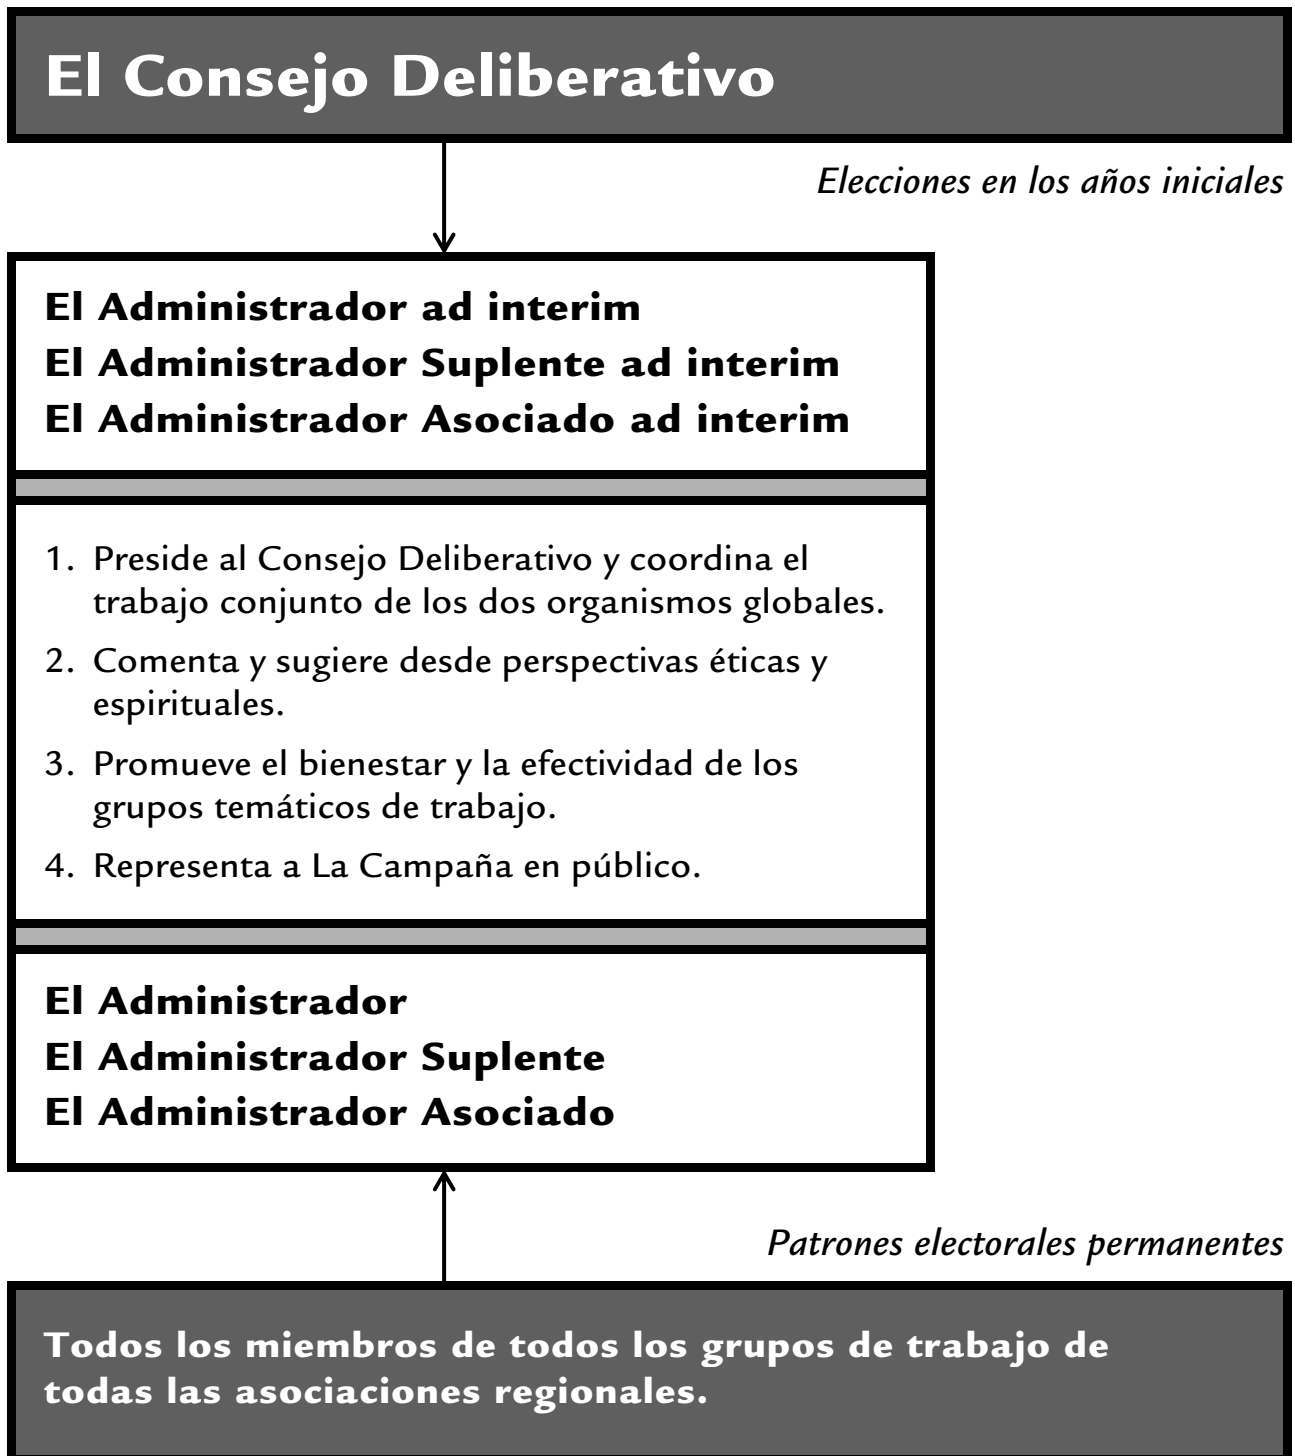 El Consejo Deliberativo
Elecciones en los años iniciales
El Administrador ad interim
El Administrador Suplente ad interim
El Administrador Asociado ad interim
1. Preside al Consejo Deliberativo y coordina el
trabajo conjunto de los dos organismos globales.
2. Comenta y sugiere desde perspectivas éticas y
espirituales.
3. Promueve el bienestar y la efectividad de los
grupos temáticos de trabajo.
4. Representa a La Campaña en público.
El Administrador
El Administrador Suplente
El Administrador Asociado
Patrones electorales permanentes
Todos los miembros de todos los grupos de trabajo de
todas las asociaciones regionales.